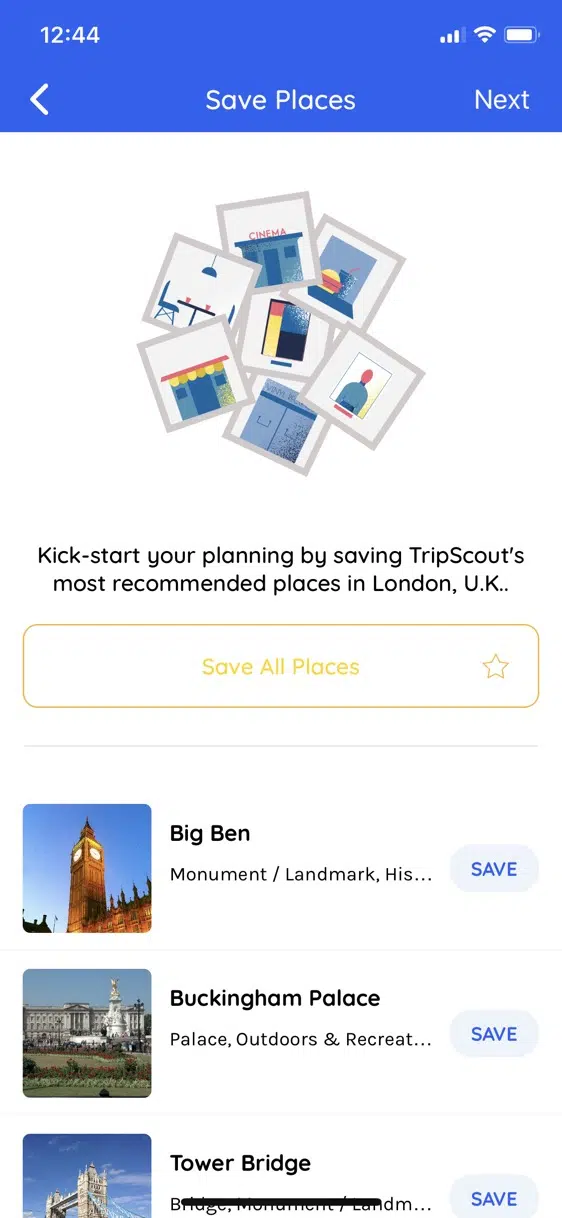 12:44
Save Places
Next
CINEMA
Kick-start your planning by saving TripScout's
most recommended places in London, U.K..
Save All Places
Big Ben
Monument / Landmark, His...
SAVE
Buckingham Palace
Palace, Outdoors & Recreat...
SAVE
Tower Bridge
Bridge, Monument / Landm...
SAVE